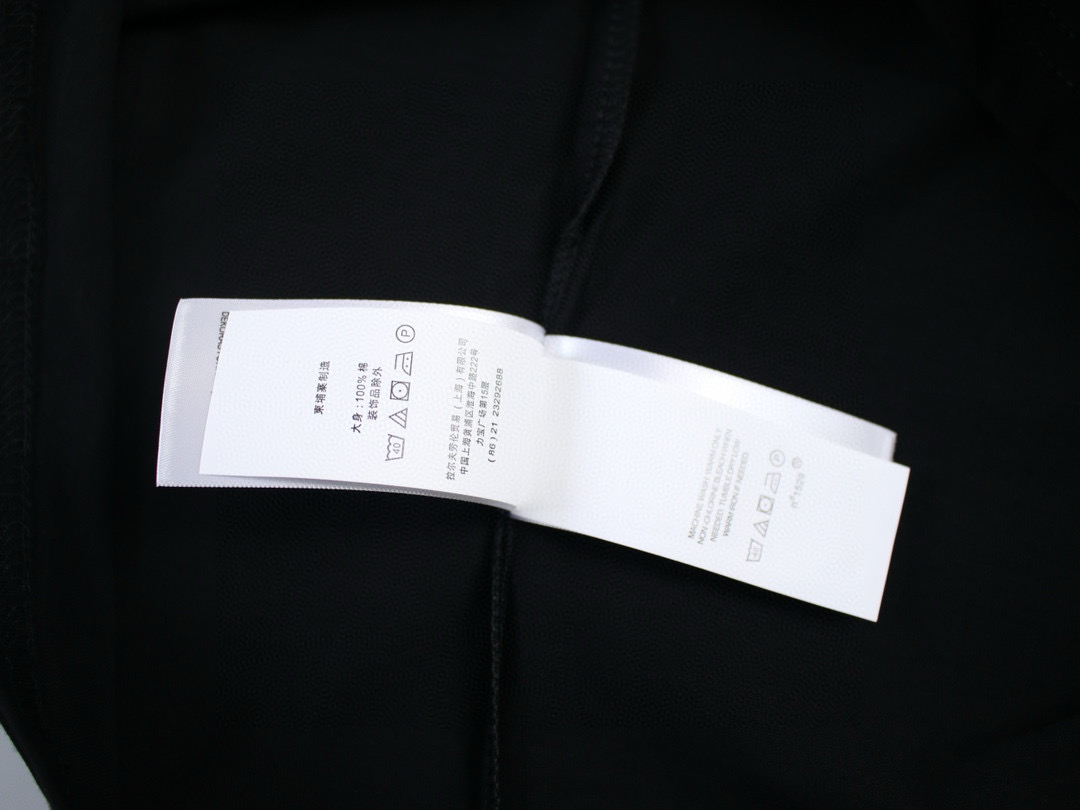 柬埔寨制造
大身:100% 棉
装饰品除外
40
P
拉尔夫劳伦贸易(上海)有限公司
中国上海黄浦区淮海中路222号
力宝广场第15层
(86)21 23292688
MACHINE WASH WARM ONLY
NON-CHLORINE BLEACH WHEN
NEEDED. TUMBLE DRY LOW
WARM IRON IF NEEDED
40
P